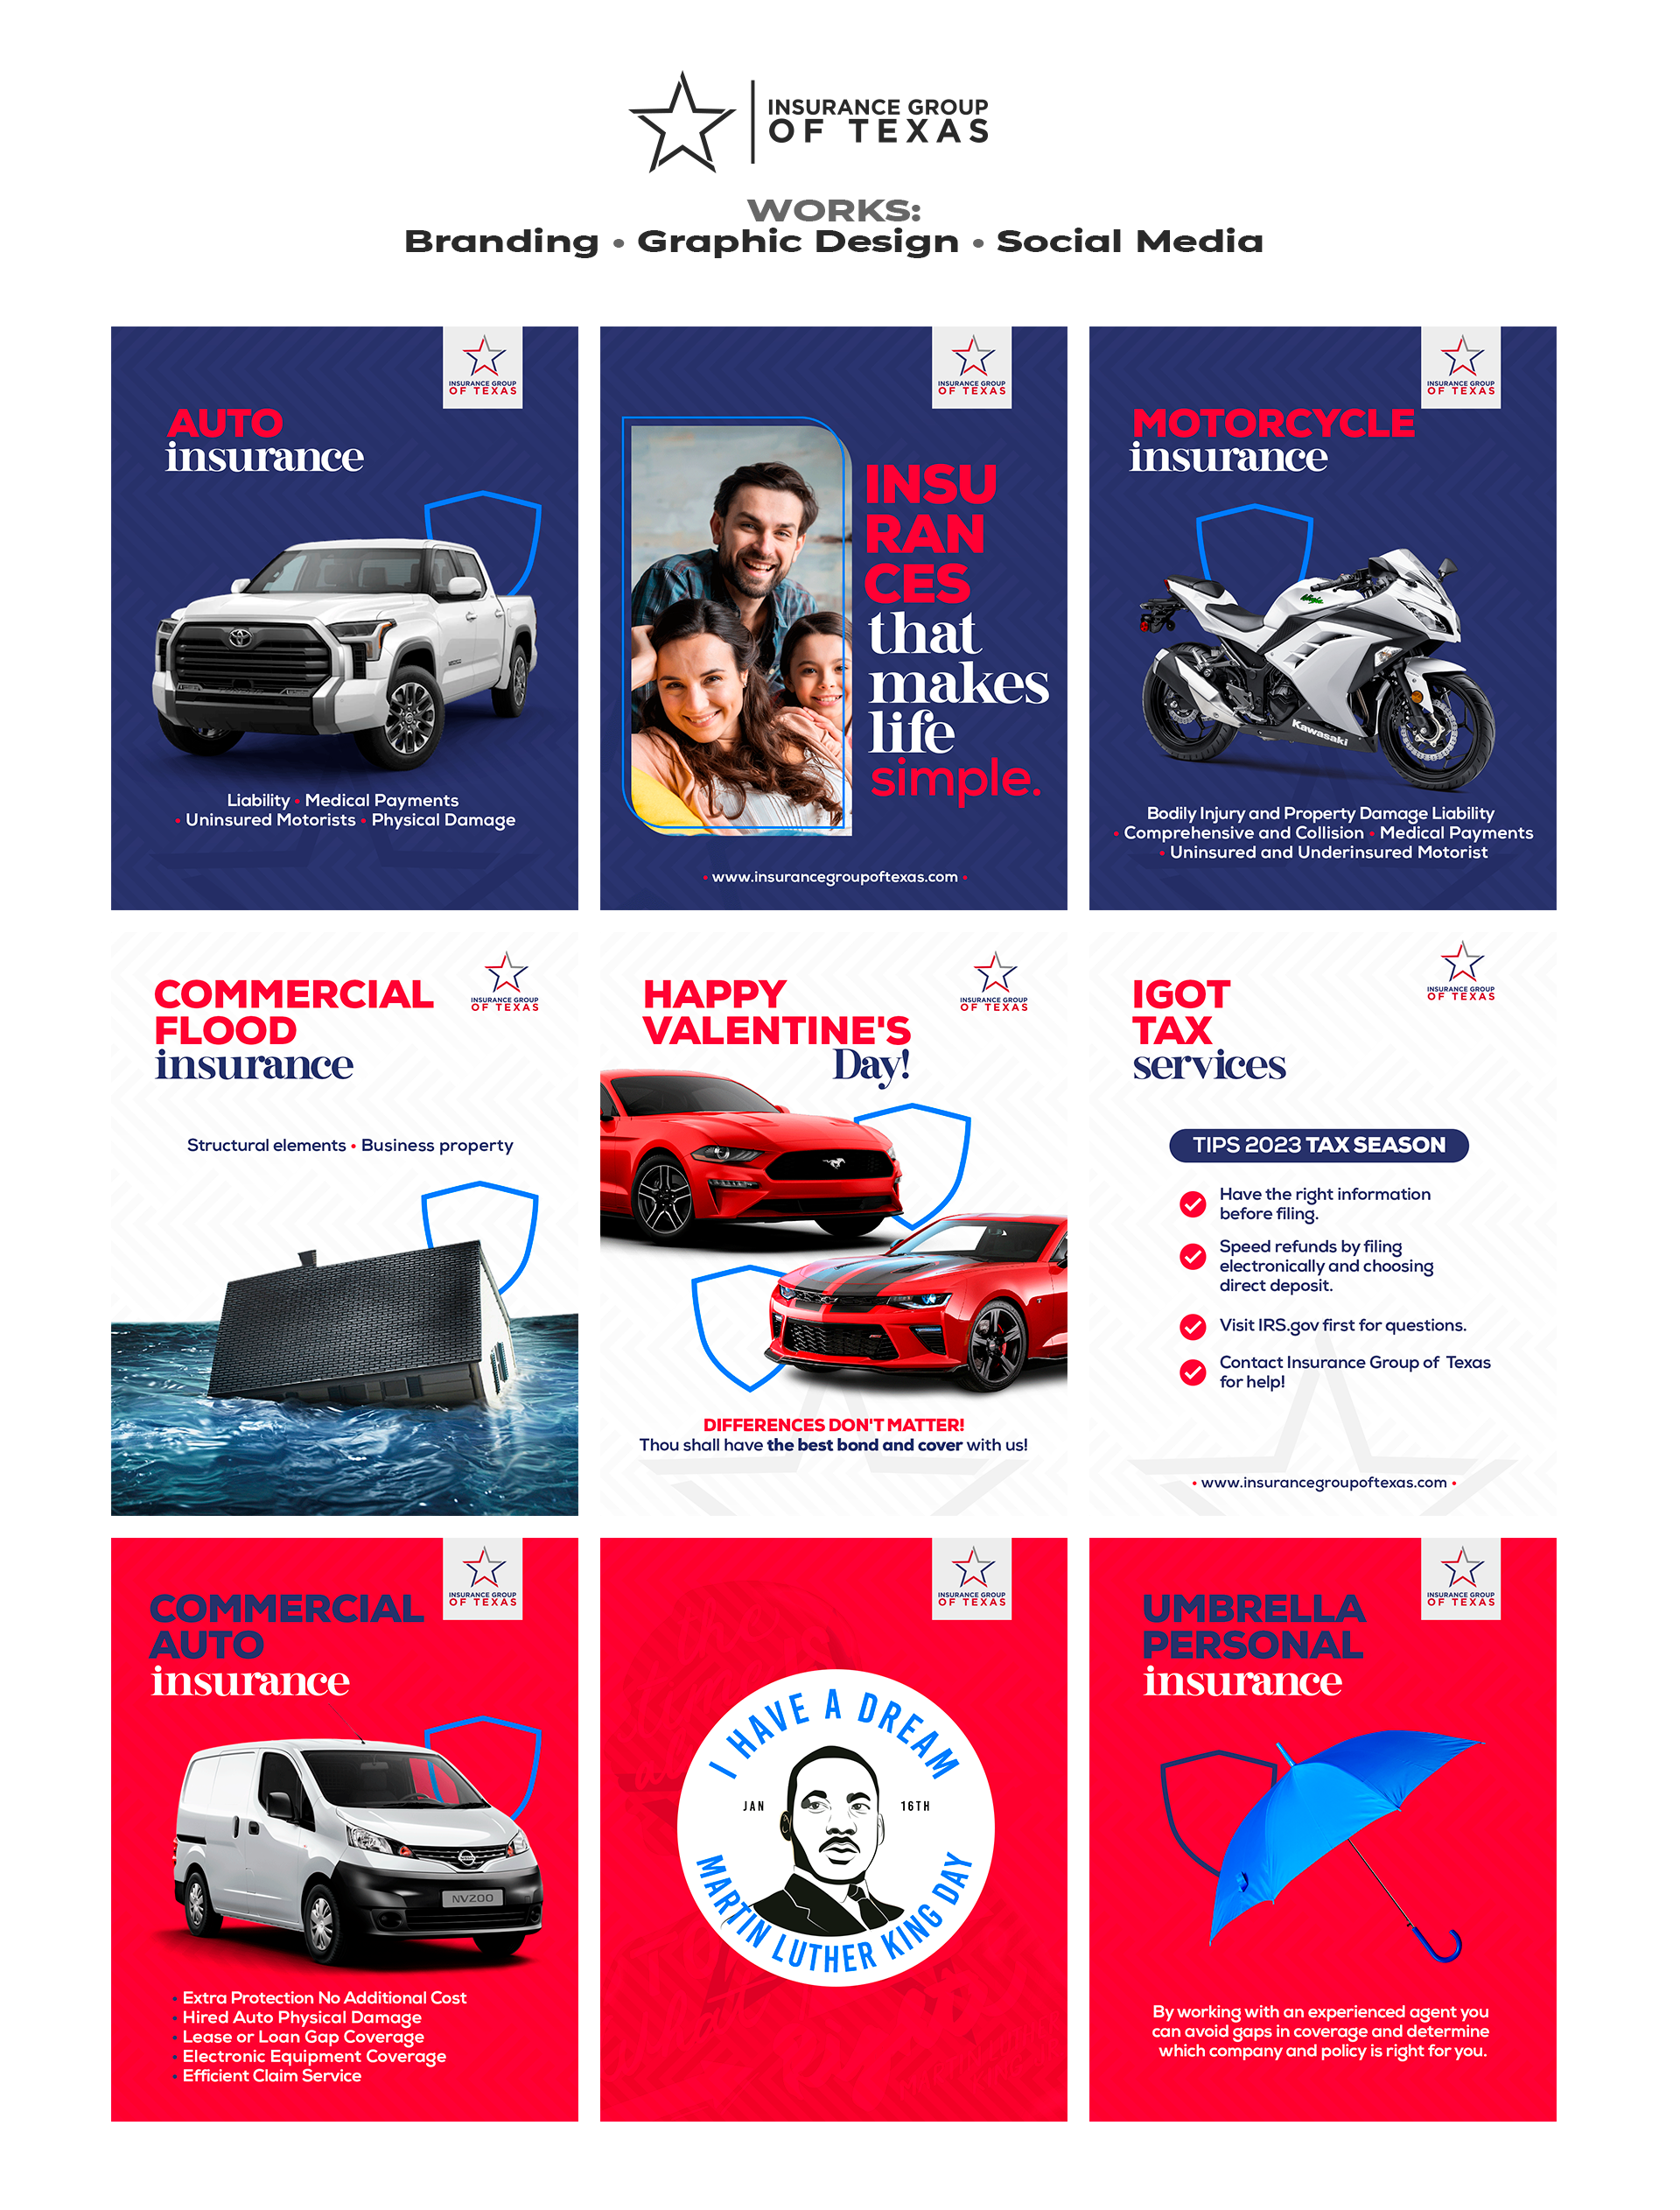 INSURANCE GROUP
OF TEXAS
WORKS:
Branding • Graphic Design • Social Media
INSURANCE GROUP
OF TEXAS
AUTO
insurance
Liability • Medical Payments
• Uninsured Motorists • Physical Damage
INSURANCE GROUP
OF TEXAS
INSU
RAN
CES
that
makes
life
simple.
• www.insurancegroupoftexas.com •
INSURANCE GROUP
OF TEXAS
MOTORCYCLE
insurance
Ninja
Kawasaki
Bodily Injury and Property Damage Liability
• Comprehensive and Collision • Medical Payments
• Uninsured and Underinsured Motorist
INSURANCE GROUP
OF TEXAS
COMMERCIAL
FLOOD
insurance
Structural elements • Business property
INSURANCE GROUP
OF TEXAS
HAPPY
VALENTINE'S
Day!
DIFFERENCES DON'T MATTER!
Thou shall have the best bond and cover with us!
INSURANCE GROUP
OF TEXAS
IGOT
TAX
services
TIPS 2023 TAX SEASON
Have the right information
before filing.
Speed refunds by filing
electronically and choosing
direct deposit.
Visit IRS.gov first for questions.
Contact Insurance Group of Texas
for help!
• www.insurancegroupoftexas.com •
INSURANCE GROUP
OF TEXAS
COMMERCIAL
AUTO
insurance
NV200
• Extra Protection No Additional Cost
• Hired Auto Physical Damage
• Lease or Loan Gap Coverage
• Electronic Equipment Coverage
• Efficient Claim Service
INSURANCE GROUP
OF TEXAS
I HAVE A DREAM
JAN 16TH
MARTIN LUTHER KING DAY
INSURANCE GROUP
OF TEXAS
UMBRELLA
PERSONAL
insurance
By working with an experienced agent you
can avoid gaps in coverage and determine
which company and policy is right for you.